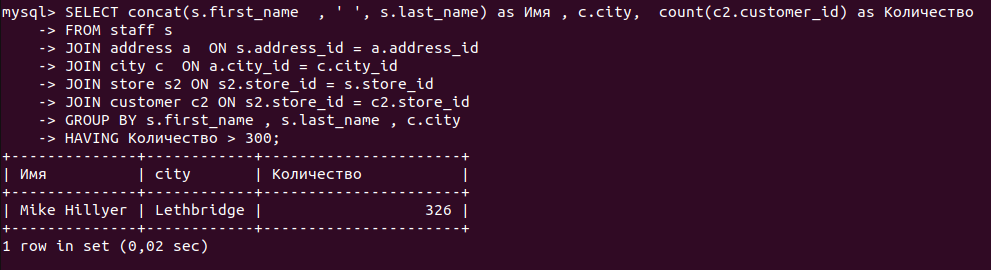 mysql> SELECT concat(s.first_name  , ' ', s.last_name) as Имя , c.city,  count(c2.customer_id) as Количество
    -> FROM staff s
    -> JOIN address a  ON s.address_id = a.address_id
    -> JOIN city c  ON a.city_id = c.city_id
    -> JOIN store s2 ON s2.store_id = s.store_id
    -> JOIN customer c2 ON s2.store_id = c2.store_id
    -> GROUP BY s.first_name , s.last_name , c.city
    -> HAVING Количество > 300;
+--------------+------------+----------------------+
| Имя          | city       | Количество           |
+--------------+------------+----------------------+
| Mike Hillyer | Lethbridge |                  326 |
+--------------+------------+----------------------+
1 row in set (0,02 sec)